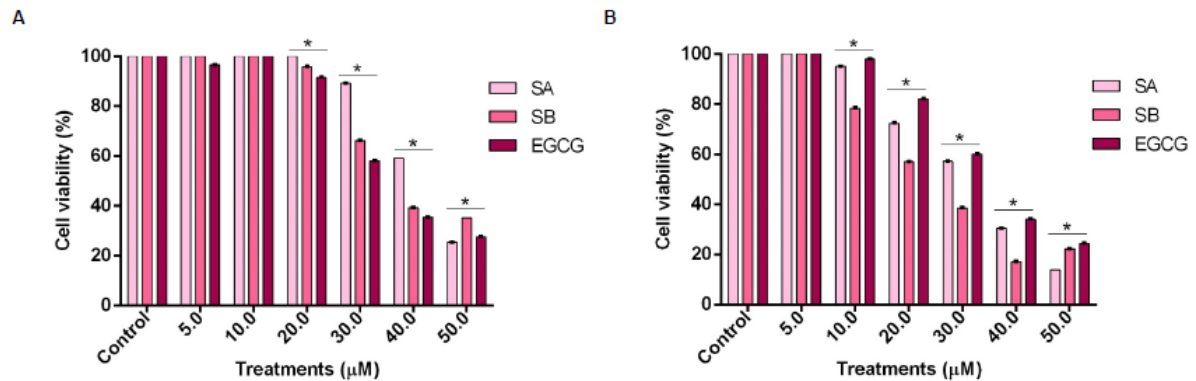 A
Cell viability (%)
100
80
60
40
20
0
*
*
*
*
Control
5.0
10.0
20.0
30.0
40.0
50.0
Treatments (μM)
SA
SB
EGCG
B
Cell viability (%)
100
80
60
40
20
0
*
*
*
*
*
Control
5.0
10.0
20.0
30.0
40.0
50.0
Treatments (μM)
SA
SB
EGCG